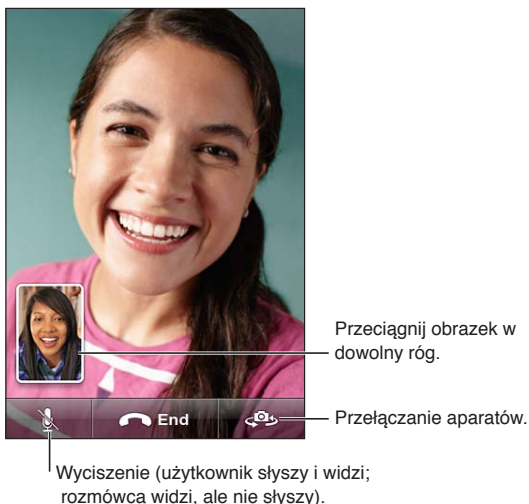 Przeciągnij obrazek w
dowolny róg.
End
Przełączanie aparatów.
Wyciszenie (użytkownik słyszy i widzi;
rozmówca widzi, ale nie słyszy).